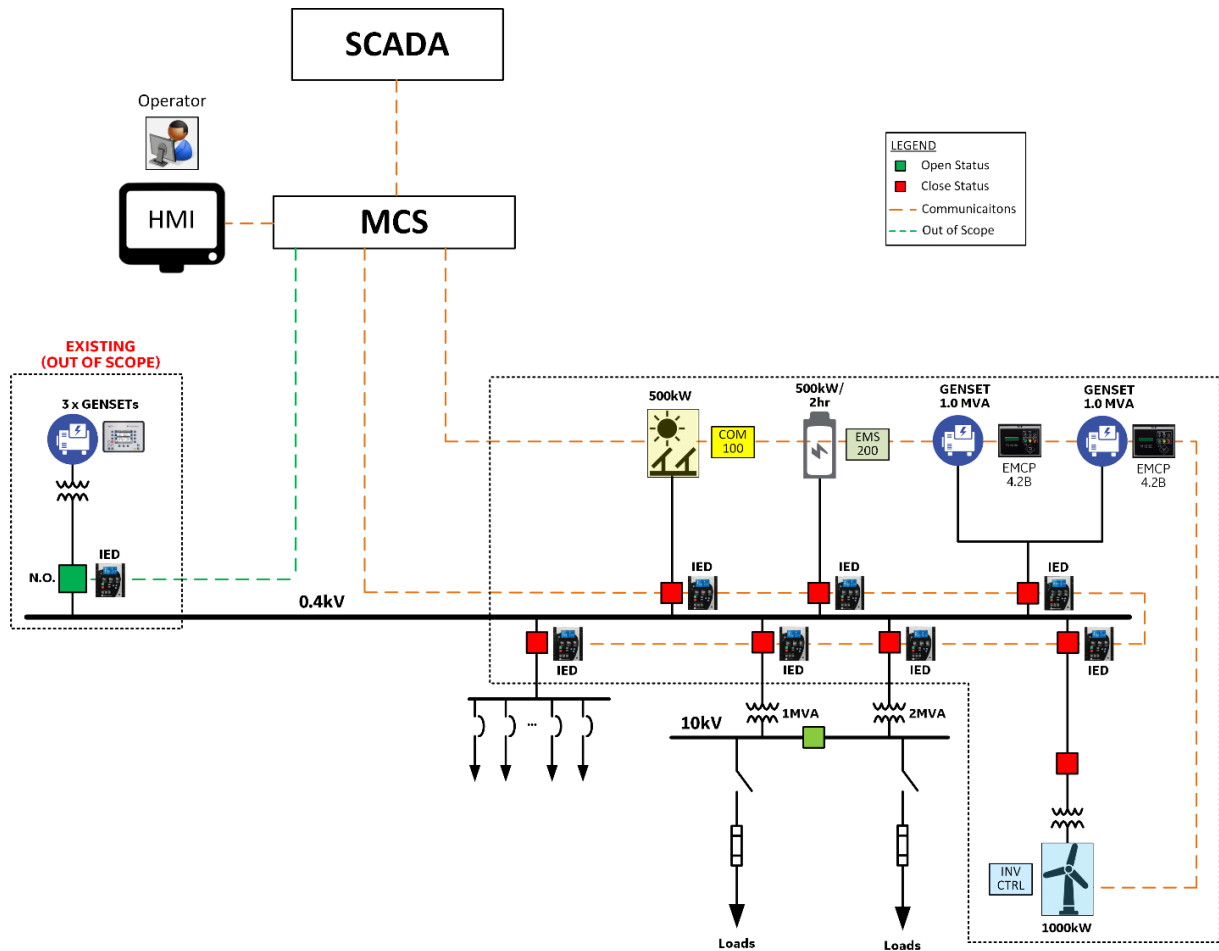 SCADA
Operator
HMI
MCS
LEGEND
Open Status
Close Status
Communicaitons
Out of Scope
EXISTING
(OUT OF SCOPE)
3 x GENSETs
N.O.
IED
0.4kV
500kW
COM
100
500kW/
2hr
EMS
200
GENSET
1.0 MVA
EMCP
4.2B
GENSET
1.0 MVA
EMCP
4.2B
IED
IED
IED
IED
IED
IED
IED
...
10kV
1MVA
2MVA
Loads
Loads
INV
CTRL
1000kW